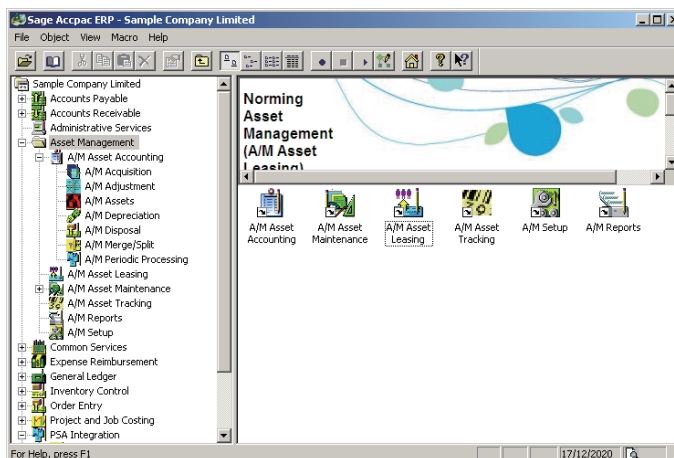 Sage Accpac ERP - Sample Company Limited
File Object View Macro Help
Sample Company Limited
Accounts Payable
Accounts Receivable
Administrative Services
Asset Management
A/M Asset Accounting
A/M Acquisition
A/M Adjustment
A/M Assets
A/M Depreciation
A/M Disposal
A/M Merge/Split
A/M Periodic Processing
A/M Asset Leasing
A/M Asset Maintenance
A/M Asset Tracking
A/M Reports
A/M Setup
Common Services
Expense Reimbursement
General Ledger
Inventory Control
Order Entry
Project and Job Costing
PSA Integration
Norming
Asset
Management
(A/M Asset
Leasing)
A/M Asset
Accounting
A/M Asset
Maintenance
A/M Asset
Leasing
A/M Asset
Tracking
A/M Setup
A/M Reports
For Help, press F1
17/12/2020